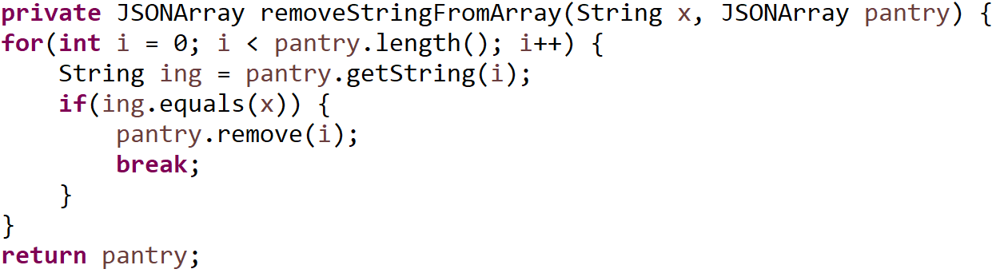 private JSONArray removeStringFromArray(String x, JSONArray pantry) {
for(int i = 0; i < pantry.length(); i++) {
    String ing = pantry.getString(i);
    if(ing.equals(x)) {
        pantry.remove(i);
        break;
    }
}
return pantry;